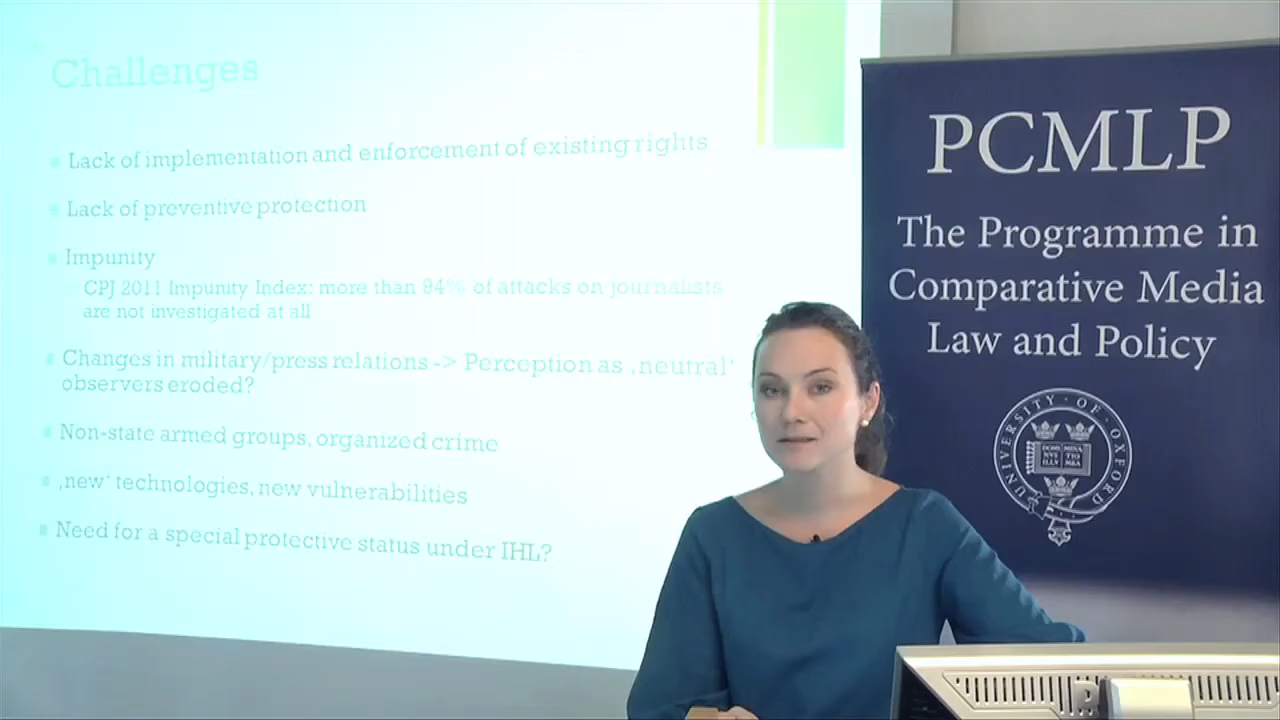 Challenges
Lack of implementation and enforcement of existing rights
Lack of preventive protection
Impunity
CPJ 2011 Impunity Index: more than 94% of attacks on journalists
are not investigated at all
Changes in military/press relations -> Perception as ‚neutral'
observers eroded?
Non-state armed groups, organized crime
‚new' technologies, new vulnerabilities
Need for a special protective status under IHL?
PCMLP
The Programme in
Comparative Media
Law and Policy
UNIVERSITY · OF · OXFORD